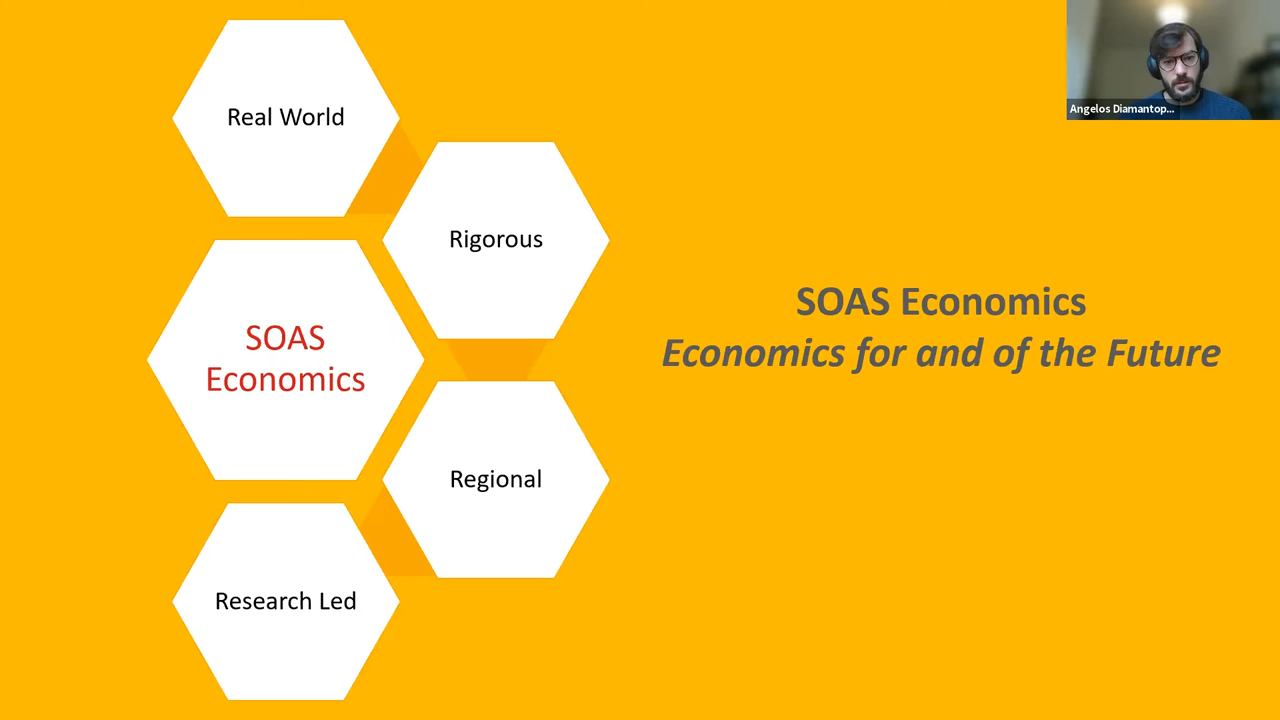 Real World
Rigorous
SOAS
Economics
Regional
Research Led
SOAS Economics
Economics for and of the Future
Angelos Diamantop...